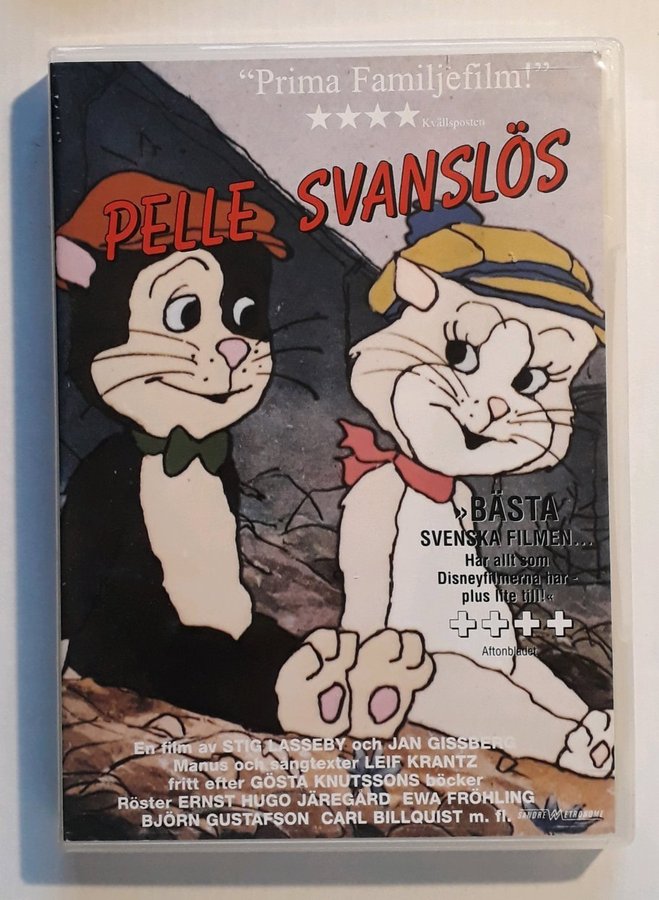 “Prima Familjefilm!”
★★★★ Kvällsposten
PELLE SVANSLÖS
»BÄSTA
SVENSKA FILMEN...
Har allt som
Disneyfilmerna har -
plus lite till!«
Aftonbladet
En film av STIG LASSEBY och JAN GISSBERG
Manus och sångtexter LEIF KRANTZ
fritt efter GÖSTA KNUTSSONS böcker
Röster ERNST HUGO JÄREGÅRD EWA FRÖHLING
BJÖRN GUSTAFSON CARL BILLQUIST m. fl.
SANDREW METRONOME